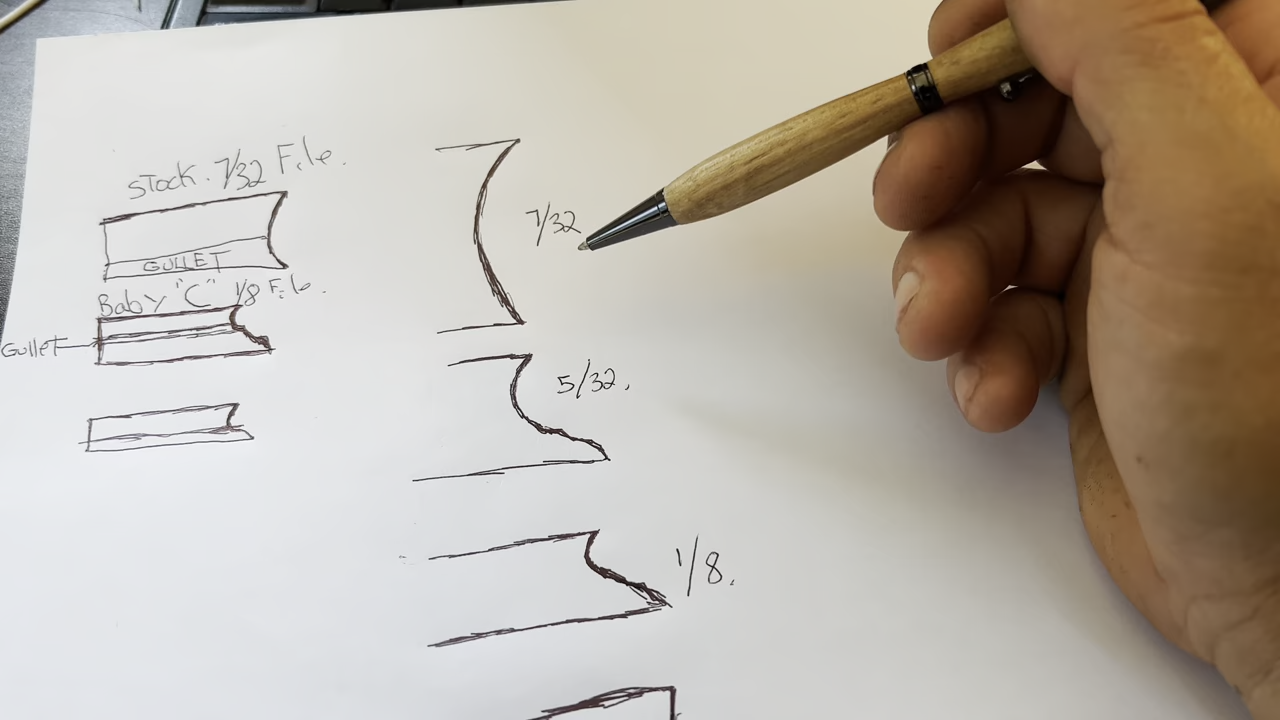 STOCK. 7/32 File.
GULLET
BABY "C" 1/8 File.
Gullet
7/32
5/32.
1/8.